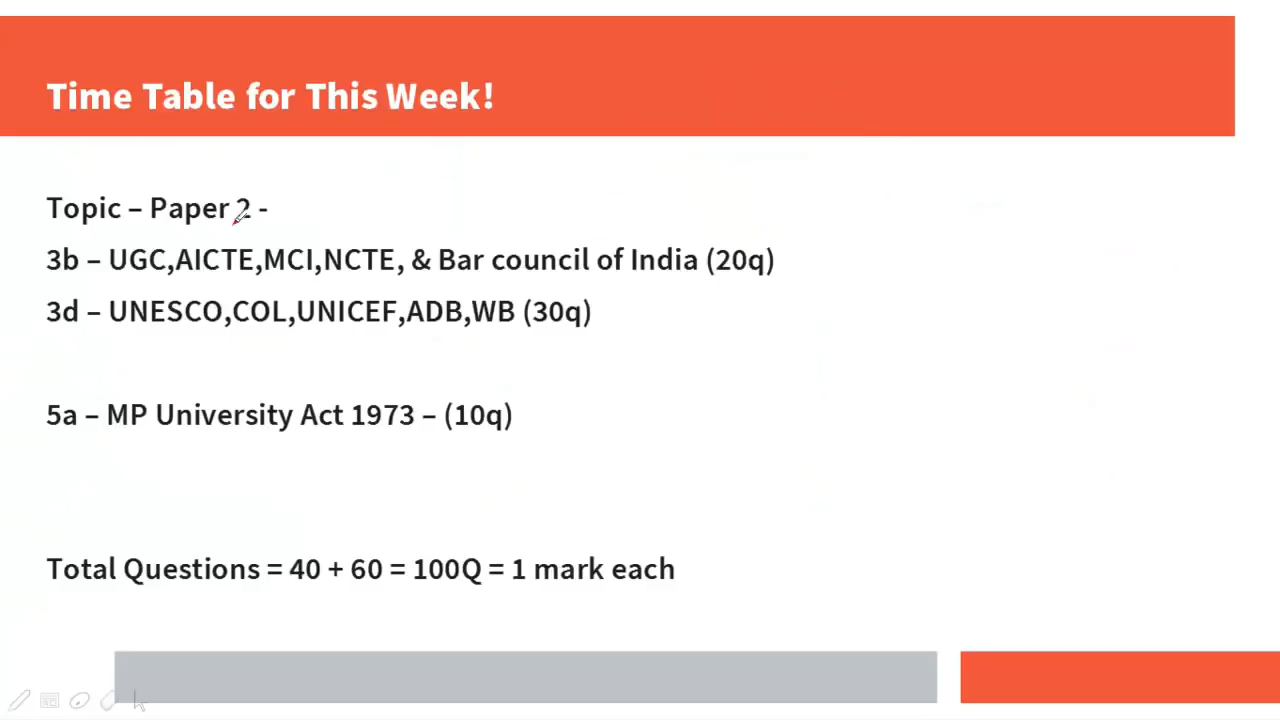 Time Table for This Week!
Topic – Paper 2 -
3b – UGC,AICTE,MCI,NCTE, & Bar council of India (20q)
3d – UNESCO,COL,UNICEF,ADB,WB (30q)
5a – MP University Act 1973 – (10q)
Total Questions = 40 + 60 = 100Q = 1 mark each